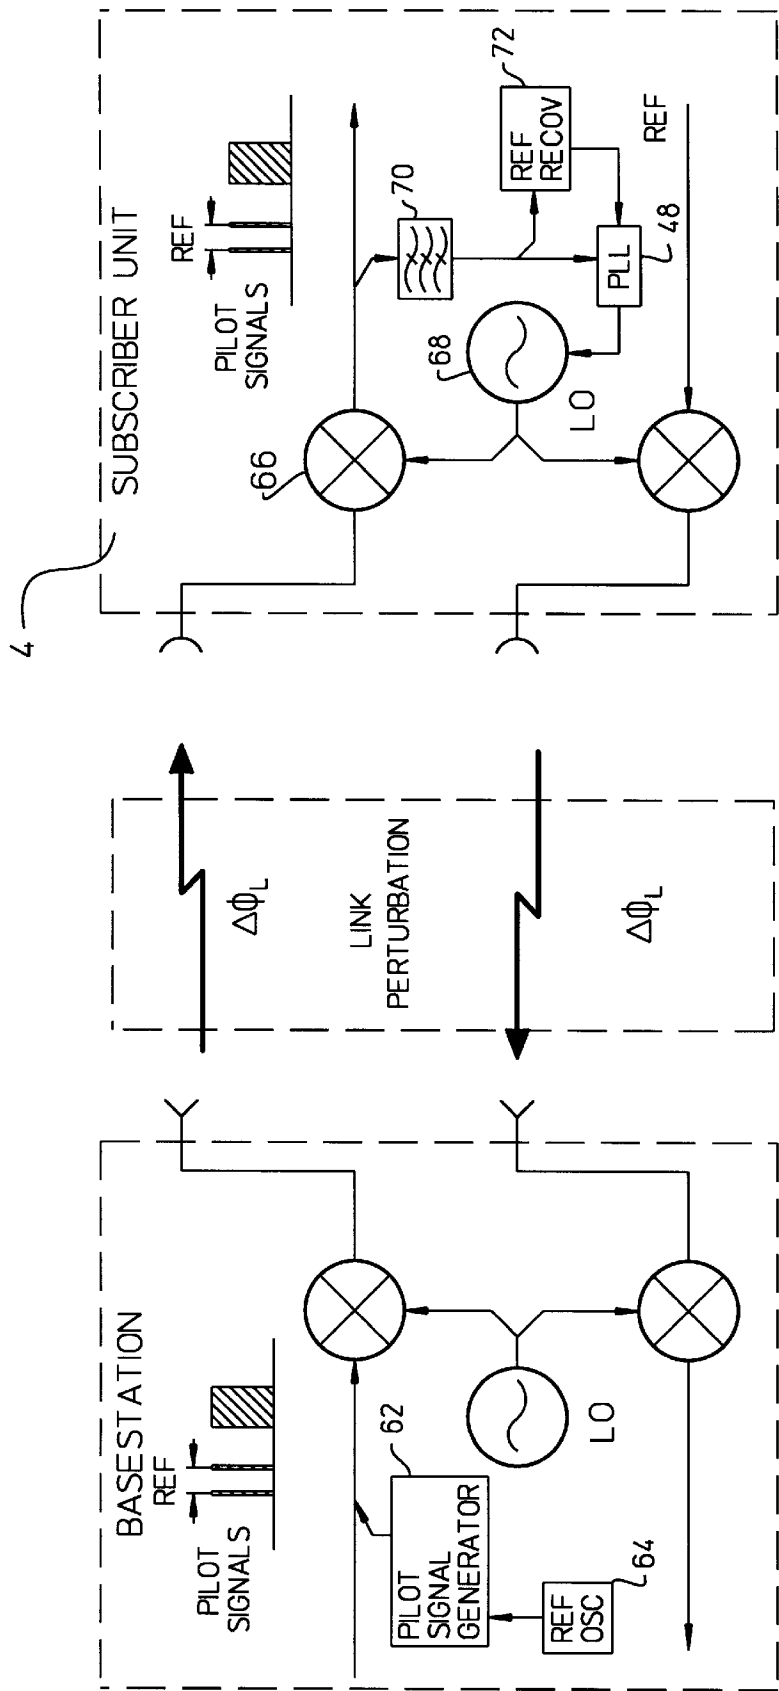 BASESTATION
REF
PILOT
SIGNALS
62
PILOT
SIGNAL
GENERATOR
REF
OSC
64
LO
ΔΦL
LINK
PERTURBATION
ΔΦL
4
SUBSCRIBER UNIT
REF
PILOT
SIGNALS
66
70
68
LO
72
REF
RECOV
PLL
48
REF